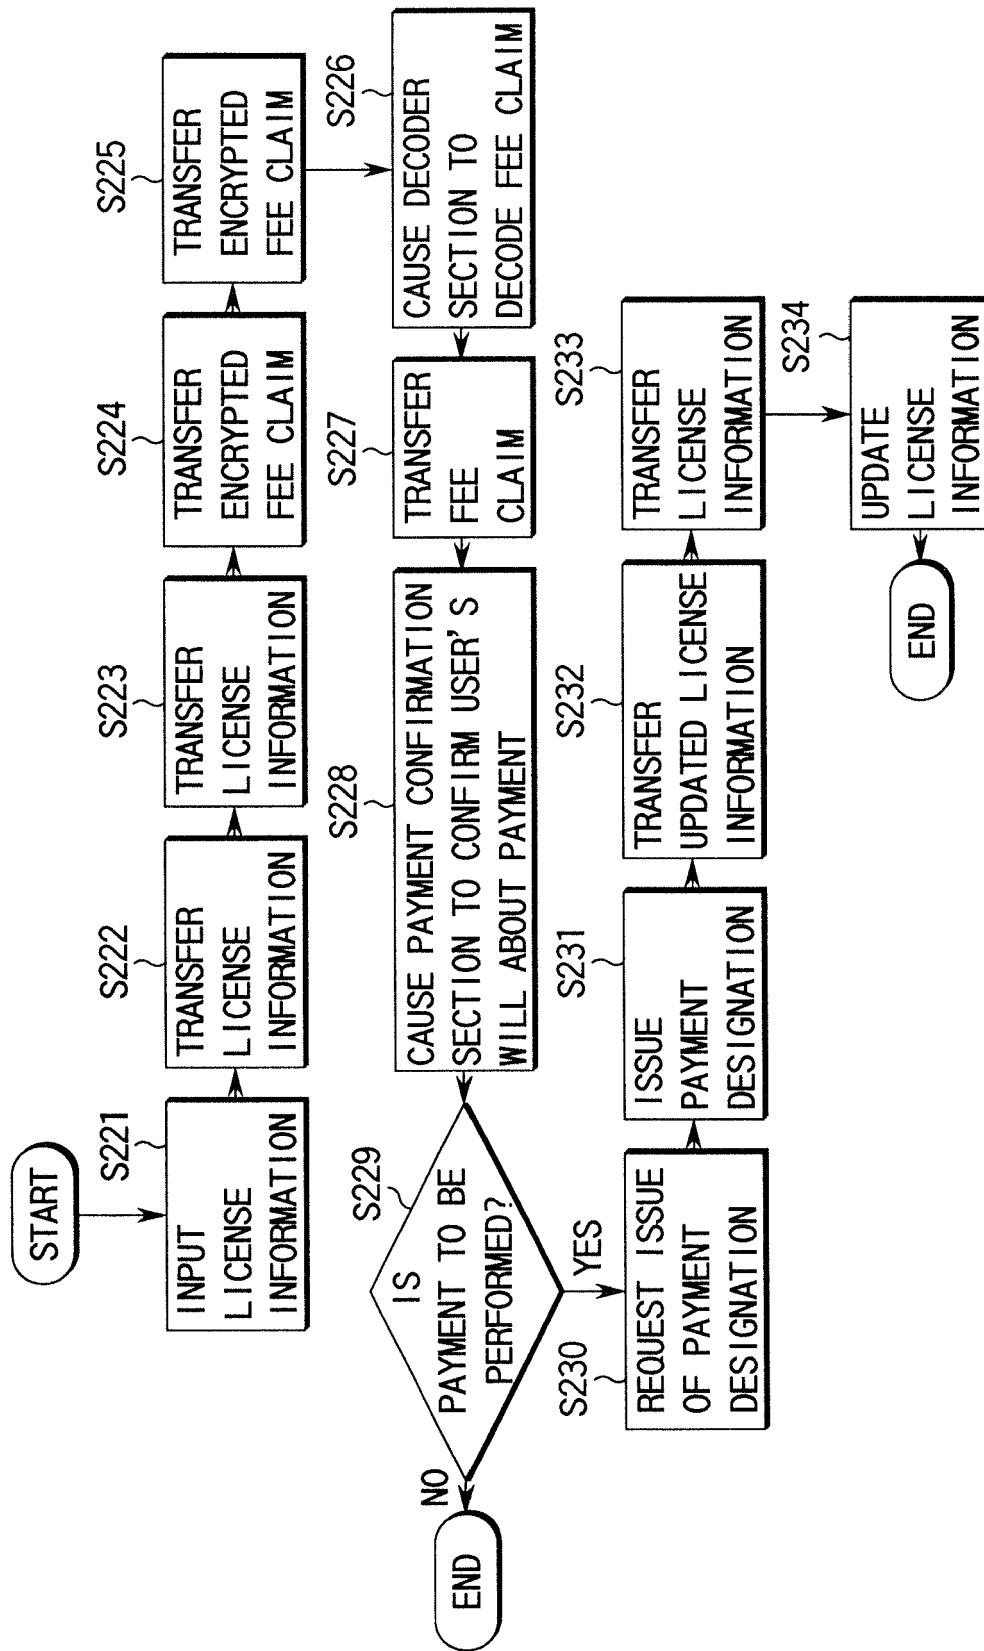 START
S221
INPUT
LICENSE
INFORMATION
S222
TRANSFER
LICENSE
INFORMATION
S223
TRANSFER
LICENSE
INFORMATION
S224
TRANSFER
ENCRYPTED
FEE CLAIM
S225
TRANSFER
ENCRYPTED
FEE CLAIM
S226
CAUSE DECODER
SECTION TO
DECODE FEE CLAIM
S227
TRANSFER
FEE
CLAIM
S228
CAUSE PAYMENT CONFIRMATION
SECTION TO CONFIRM USER'S
WILL ABOUT PAYMENT
S229
IS
PAYMENT TO BE
PERFORMED?
NO
END
YES
S230
REQUEST ISSUE
OF PAYMENT
DESIGNATION
S231
ISSUE
PAYMENT
DESIGNATION
S232
TRANSFER
UPDATED LICENSE
INFORMATION
S233
TRANSFER
LICENSE
INFORMATION
S234
UPDATE
LICENSE
INFORMATION
END